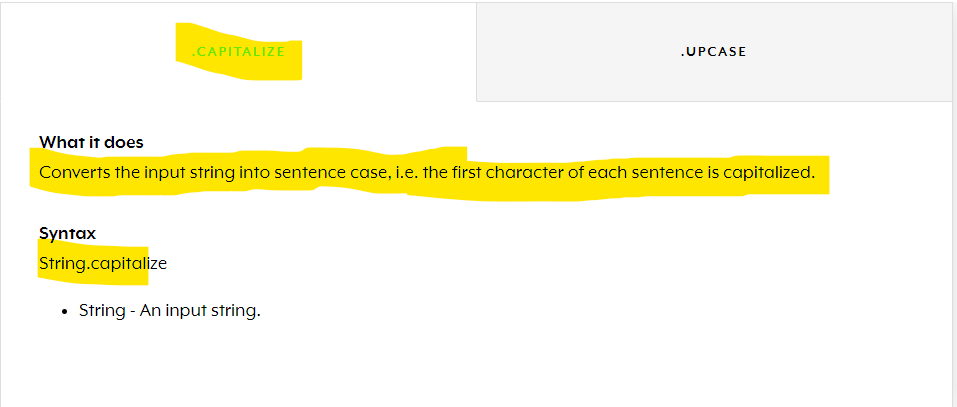 .CAPITALIZE
.UPCASE
What it does
Converts the input string into sentence case, i.e. the first character of each sentence is capitalized.
Syntax
String.capitalize
• String - An input string.